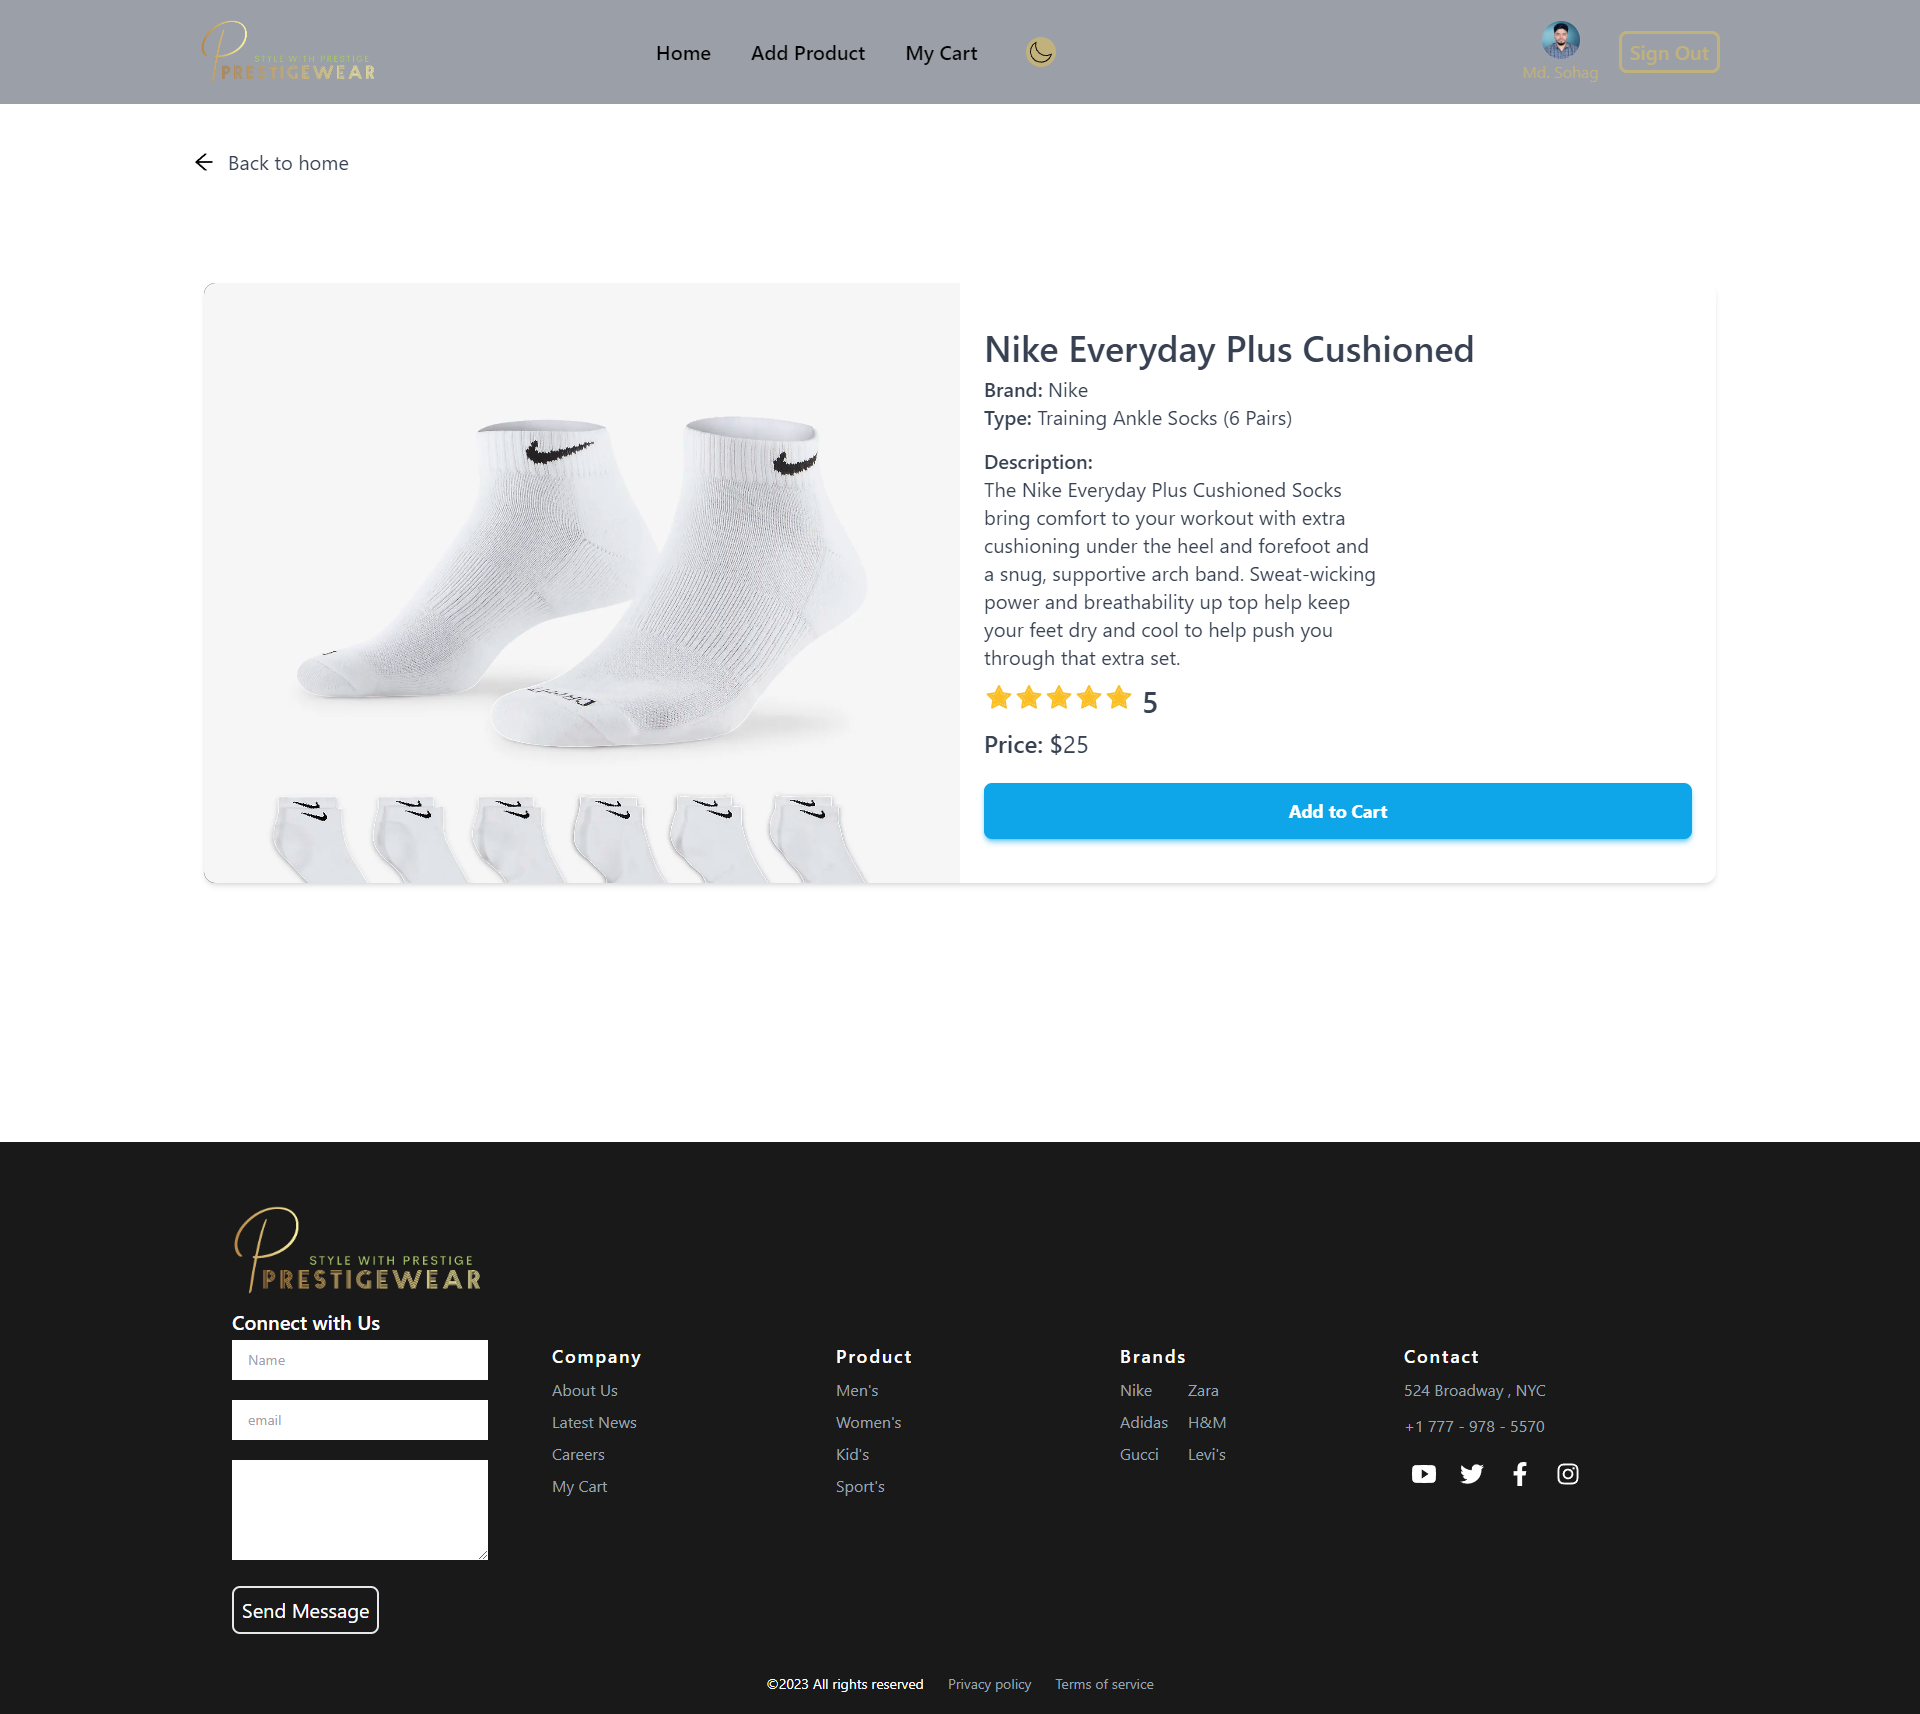 STYLE WITH PRESTIGE
PRESTIGEWEAR
Home
Add Product
My Cart
Md. Sohag
Sign Out
Back to home
Nike Everyday Plus Cushioned
Brand: Nike
Type: Training Ankle Socks (6 Pairs)
Description:
The Nike Everyday Plus Cushioned Socks
bring comfort to your workout with extra
cushioning under the heel and forefoot and
a snug, supportive arch band. Sweat-wicking
power and breathability up top help keep
your feet dry and cool to help push you
through that extra set.
5
Price: $25
Add to Cart
STYLE WITH PRESTIGE
PRESTIGEWEAR
Connect with Us
Name
email
Send Message
Company
About Us
Latest News
Careers
My Cart
Product
Men's
Women's
Kid's
Sport's
Brands
Nike Zara
Adidas H&M
Gucci Levi's
Contact
524 Broadway , NYC
+1 777 - 978 - 5570
©2023 All rights reserved Privacy policy Terms of service